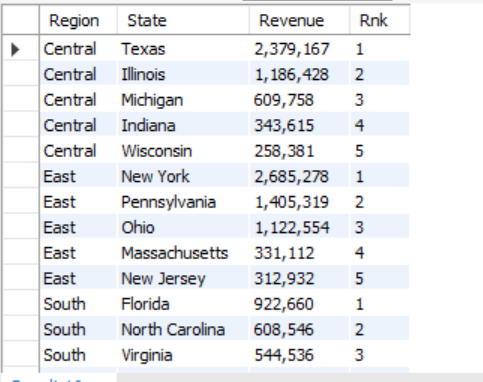 Region State Revenue Rnk
Central Texas 2,379,167 1
Central Illinois 1,186,428 2
Central Michigan 609,758 3
Central Indiana 343,615 4
Central Wisconsin 258,381 5
East New York 2,685,278 1
East Pennsylvania 1,405,319 2
East Ohio 1,122,554 3
East Massachusetts 331,112 4
East New Jersey 312,932 5
South Florida 922,660 1
South North Carolina 608,546 2
South Virginia 544,536 3